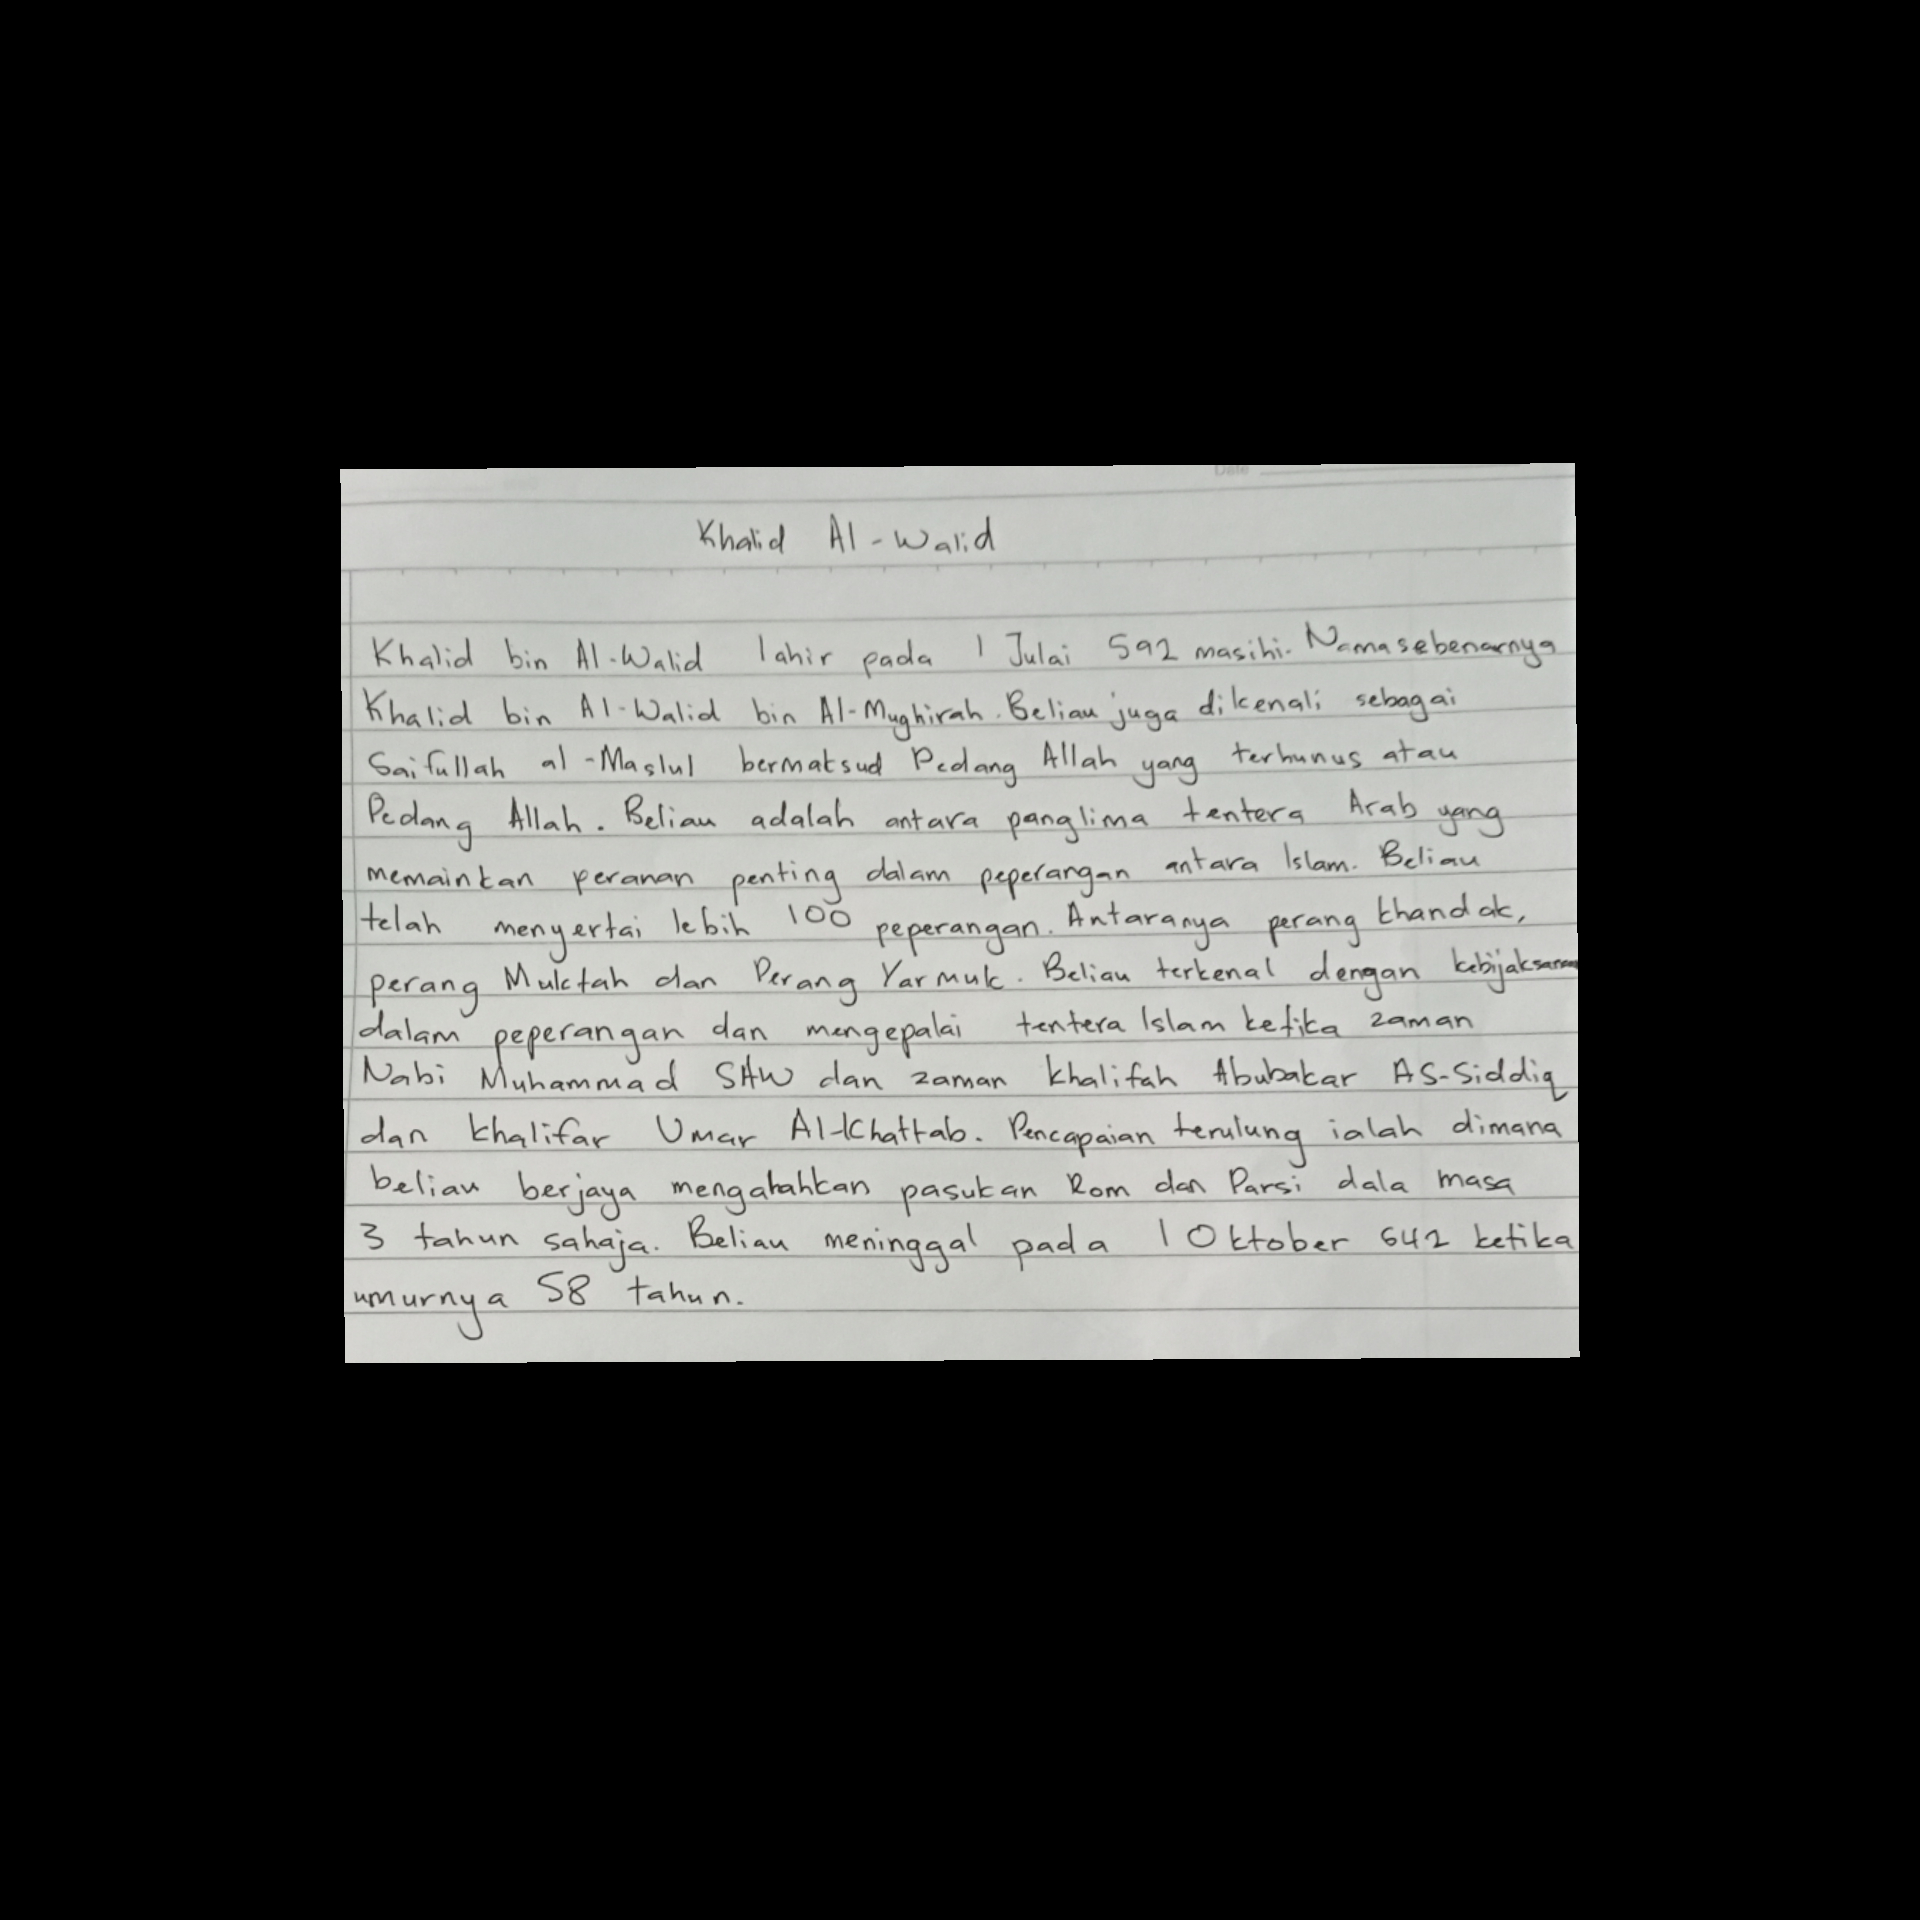 Date
Khalid Al-Walid
Khalid bin Al-Walid lahir pada 1 Julai 592 masihi. Nama sebenarnya
Khalid bin Al-Walid bin Al-Mughirah. Beliau juga dikenali sebagai
Saifullah al-Maslul bermaksud Pedang Allah yang terhunus atau
Pedang Allah. Beliau adalah antara panglima tentera Arab yang
memainkan peranan penting dalam peperangan antara Islam. Beliau
telah menyertai lebih 100 peperangan. Antaranya perang khandak,
perang Muktah dan Perang Yarmuk. Beliau terkenal dengan kebijaksanaan
dalam peperangan dan mengepalai tentera Islam ketika zaman
Nabi Muhammad SAW dan zaman khalifah Abubakar AS-Siddiq
dan khalifar Umar Al-Khattab. Pencapaian terulung ialah dimana
beliau berjaya mengahahkan pasukan Rom dan Parsi dala masa
3 tahun sahaja. Beliau meninggal pada 1 Oktober 642 ketika
umurnya 58 tahun.